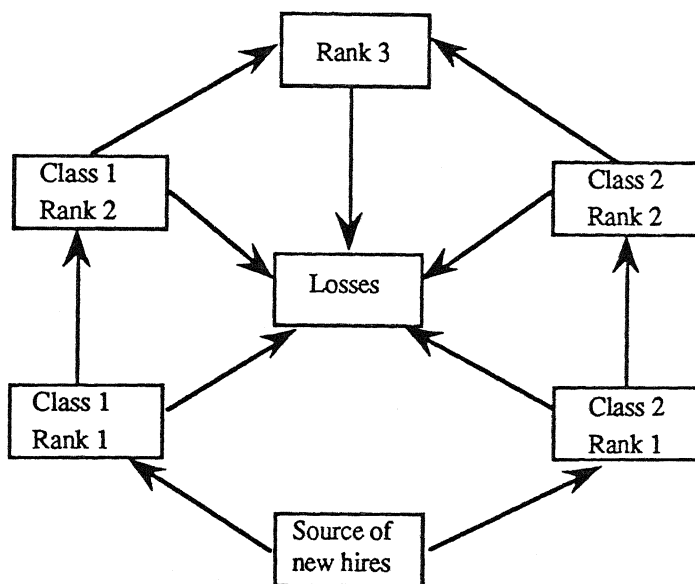 Rank 3
Class 1
Rank 2
Class 2
Rank 2
Losses
Class 1
Rank 1
Class 2
Rank 1
Source of
new hires